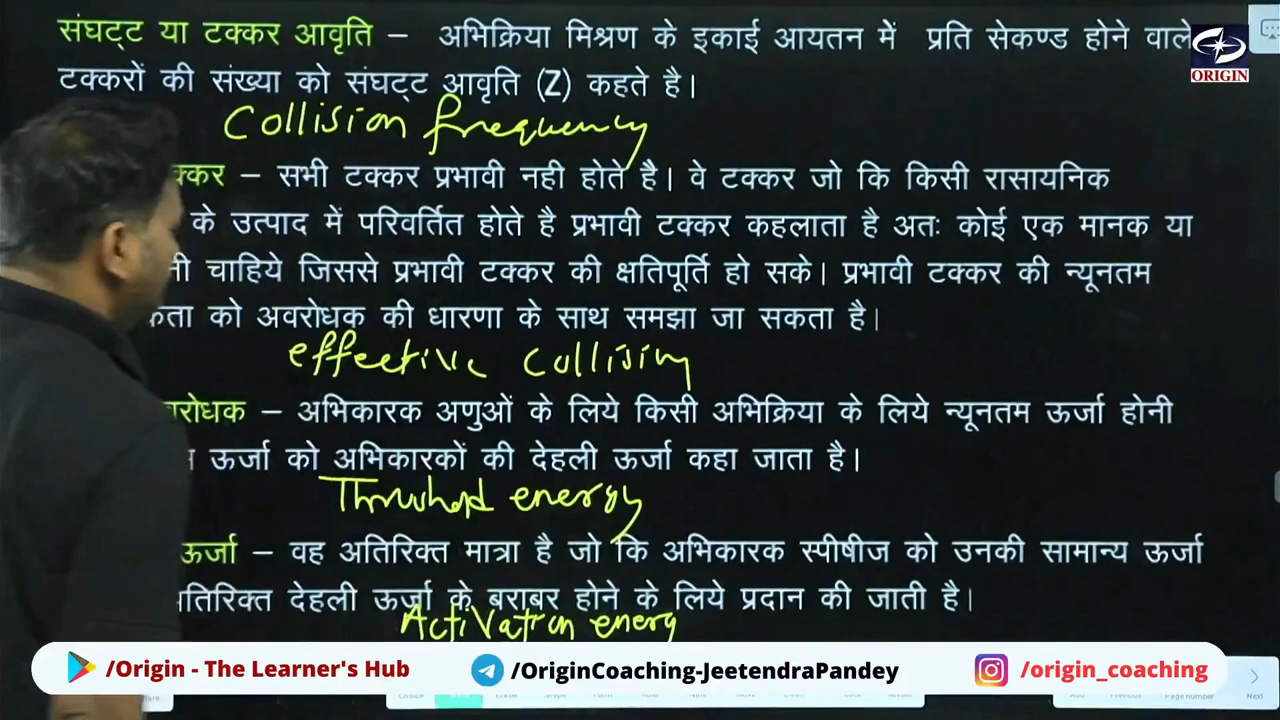 संघट्ट या टक्कर आवृति – अभिक्रिया मिश्रण के इकाई आयतन में प्रति सेकण्ड होने वाले
टक्करों की संख्या को संघट्ट आवृति (Z) कहते है।
ORIGIN
Collision frequency
क्कर – सभी टक्कर प्रभावी नही होते है। वे टक्कर जो कि किसी रासायनिक
के उत्पाद में परिवर्तित होते है प्रभावी टक्कर कहलाता है अतः कोई एक मानक या
चाहिये जिससे प्रभावी टक्कर की क्षतिपूर्ति हो सके। प्रभावी टक्कर की न्यूनतम
को अवरोधक की धारणा के साथ समझा जा सकता है।
effective collision
रोधक – अभिकारक अणुओं के लिये किसी अभिक्रिया के लिये न्यूनतम ऊर्जा होनी
ऊर्जा को अभिकारकों की देहली ऊर्जा कहा जाता है।
Threshold energy
ऊर्जा – वह अतिरिक्त मात्रा है जो कि अभिकारक स्पीषीज को उनकी सामान्य ऊर्जा
तिरिक्त देहली ऊर्जा के बराबर होने के लिये प्रदान की जाती है।
Activation energy
/Origin - The Learner's Hub /OriginCoaching-JeetendraPandey /origin_coaching
Page number Next